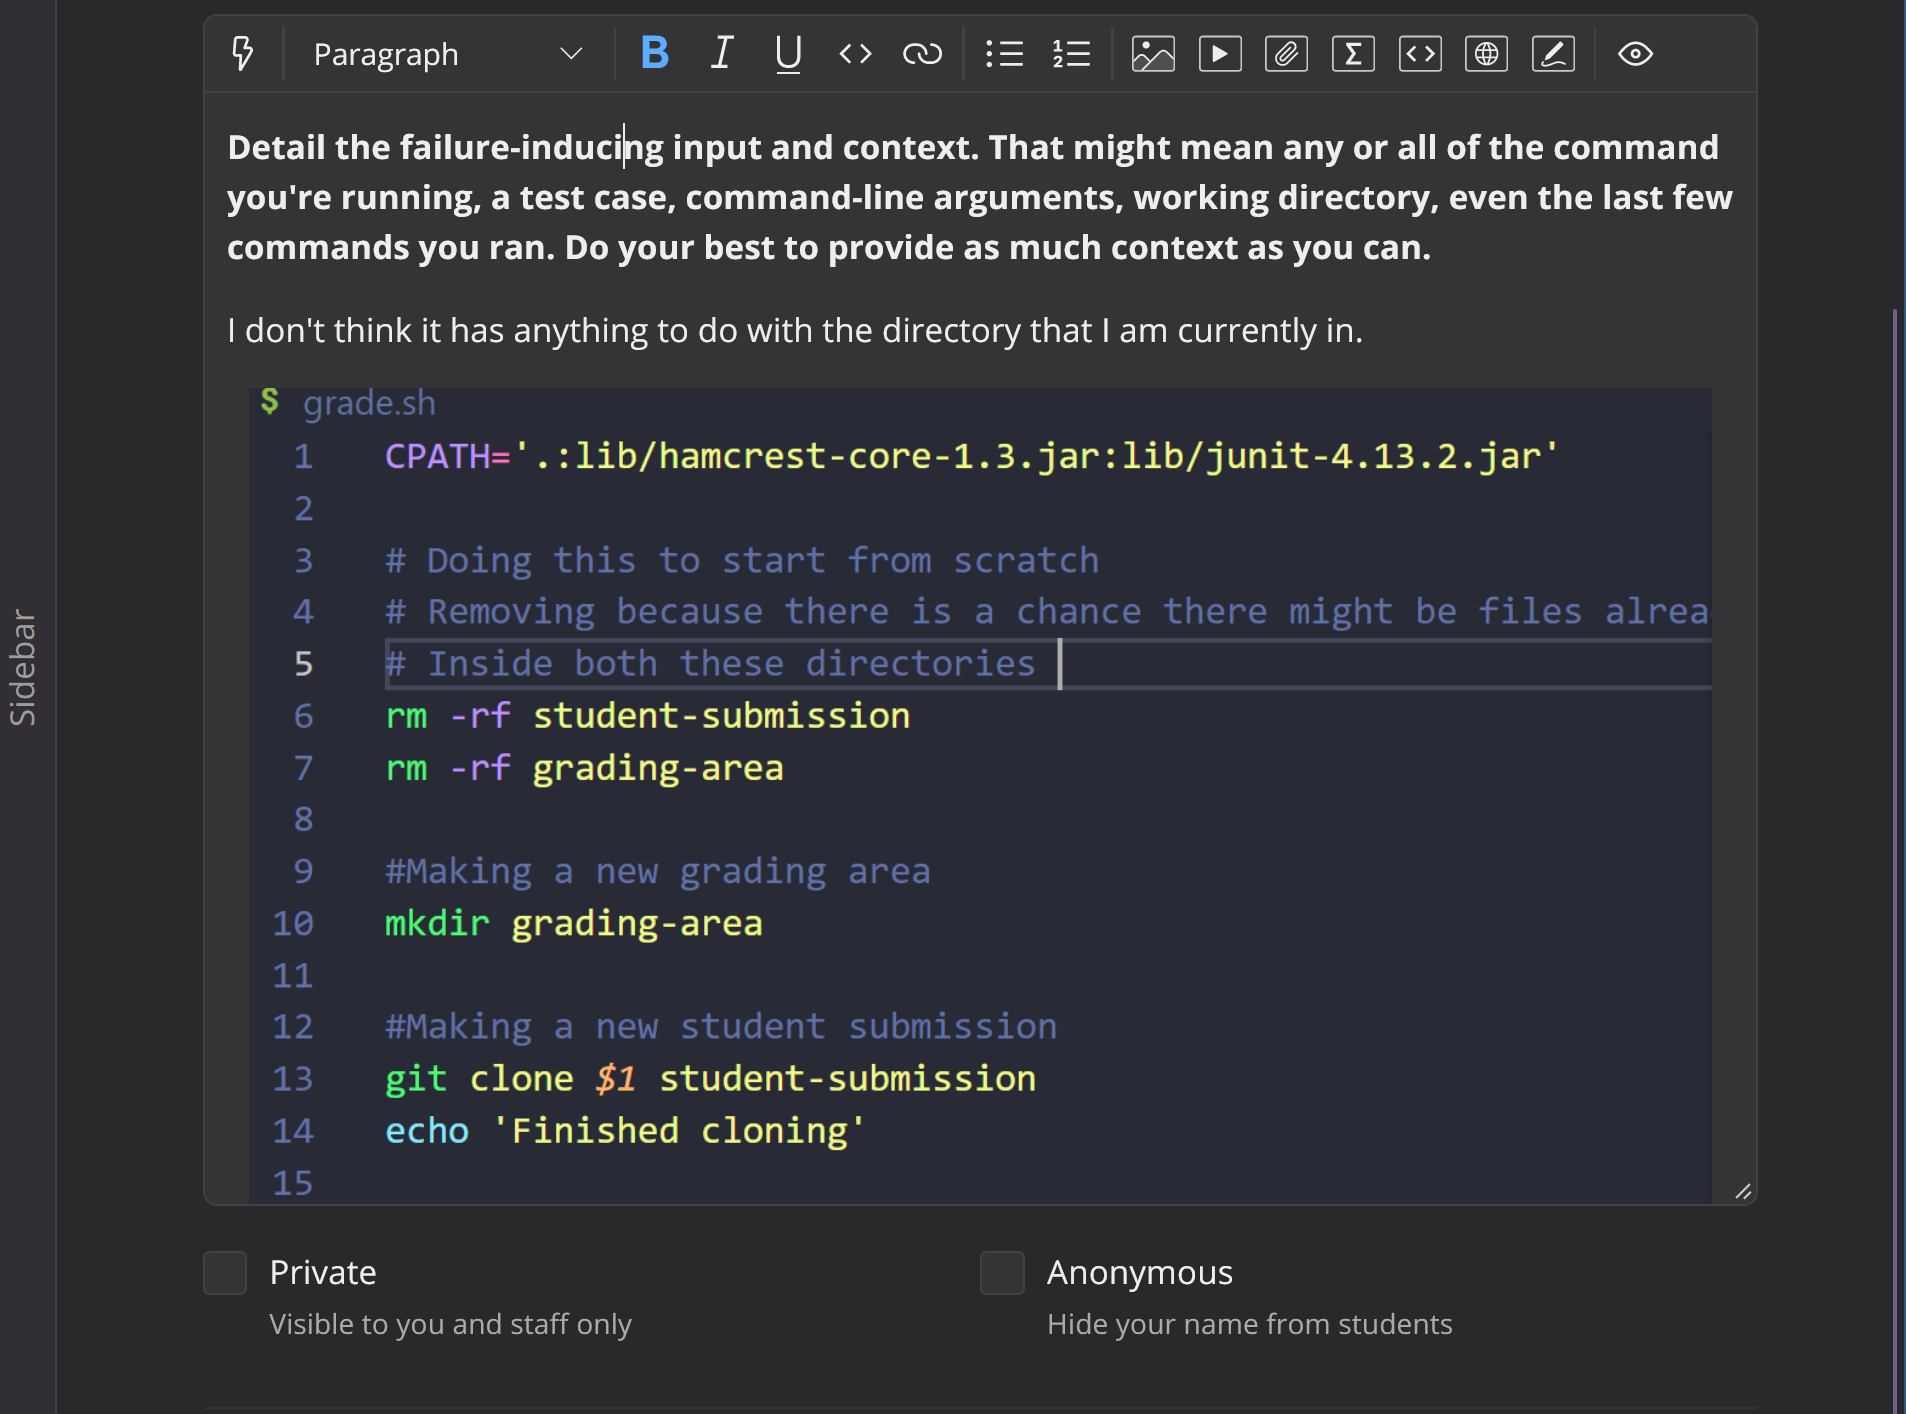 Paragraph B I U
Detail the failure-inducing input and context. That might mean any or all of the command
you're running, a test case, command-line arguments, working directory, even the last few
commands you ran. Do your best to provide as much context as you can.
I don't think it has anything to do with the directory that I am currently in.
$ grade.sh
1 CPATH='.:lib/hamcrest-core-1.3.jar:lib/junit-4.13.2.jar'
2
3 # Doing this to start from scratch
4 # Removing because there is a chance there might be files alrea
5 # Inside both these directories
6 rm -rf student-submission
7 rm -rf grading-area
8
9 #Making a new grading area
10 mkdir grading-area
11
12 #Making a new student submission
13 git clone $1 student-submission
14 echo 'Finished cloning'
15
Sidebar
Private
Visible to you and staff only
Anonymous
Hide your name from students